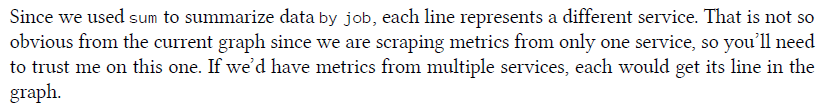 Since we used sum to summarize data by job, each line represents a different service. That is not so
obvious from the current graph since we are scraping metrics from only one service, so you’ll need
to trust me on this one. If we’d have metrics from multiple services, each would get its line in the
graph.